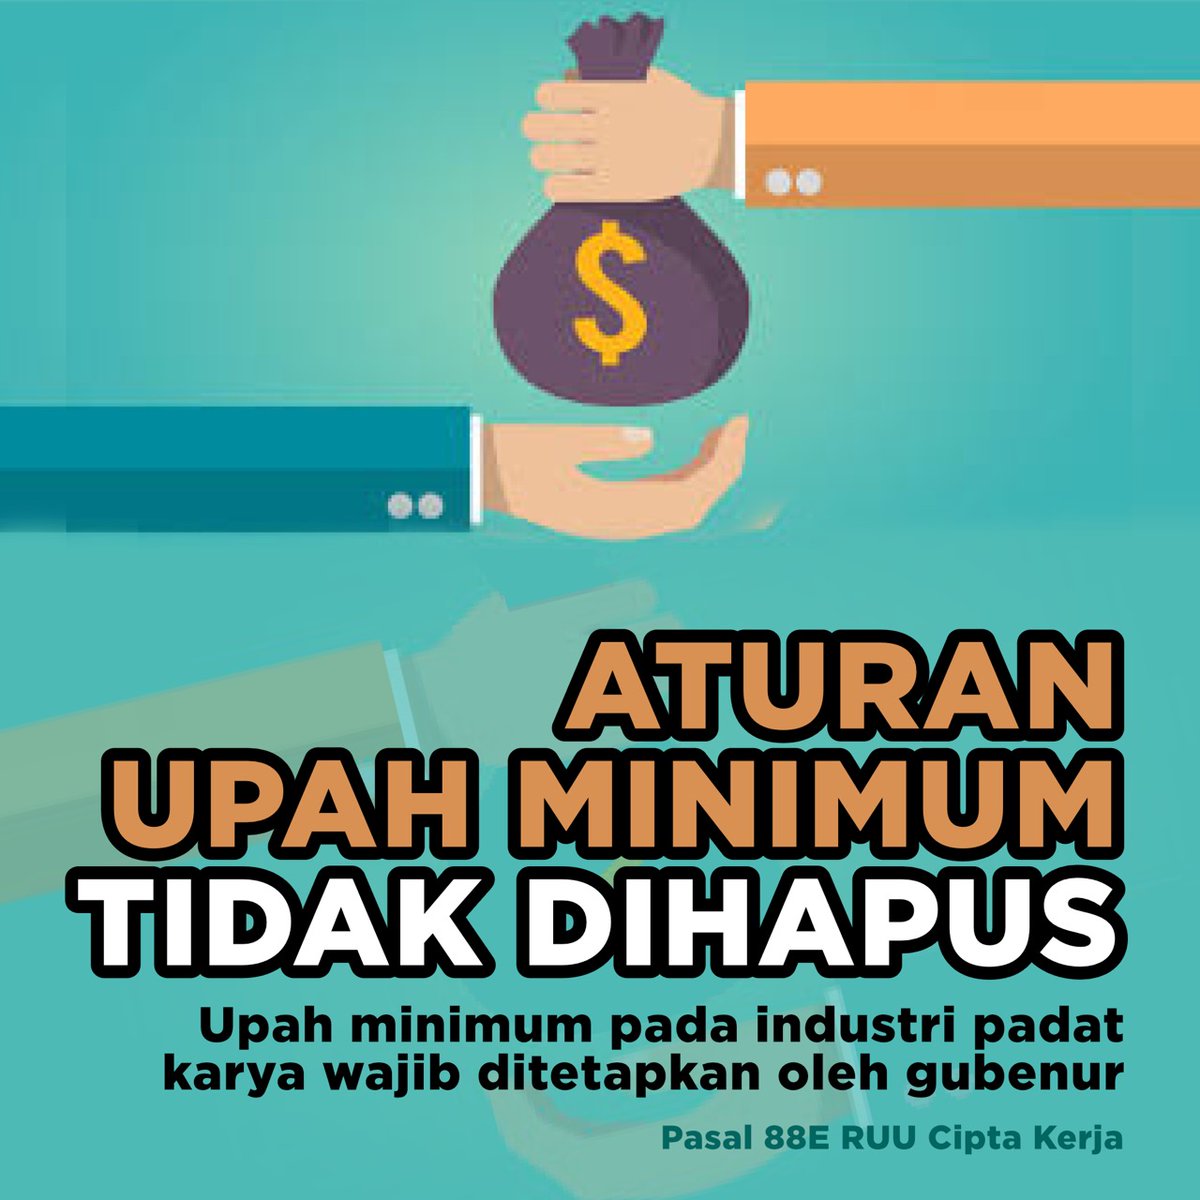 $
ATURAN
UPAH MINIMUM
TIDAK DIHAPUS
Upah minimum pada industri padat
karya wajib ditetapkan oleh gubenur
Pasal 88E RUU Cipta Kerja